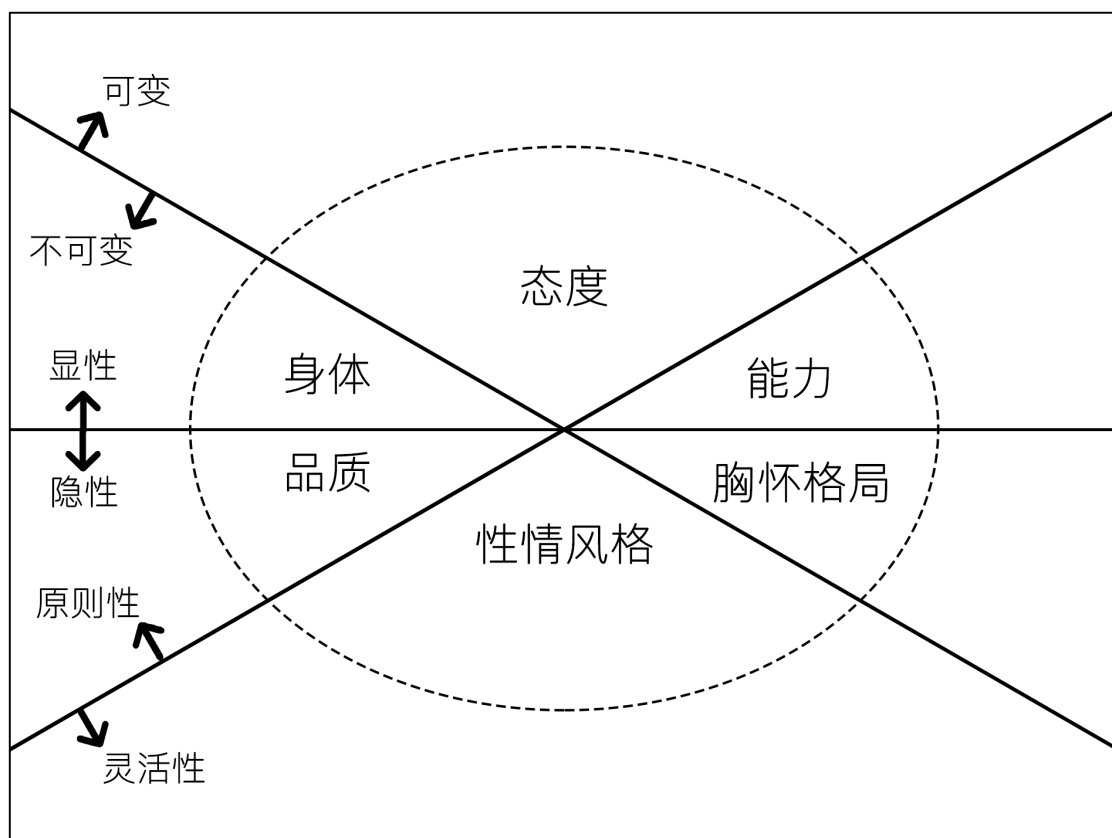 可变
不可变
态度
身体
能力
显性
隐性
品质
胸怀格局
性情风格
原则性
灵活性